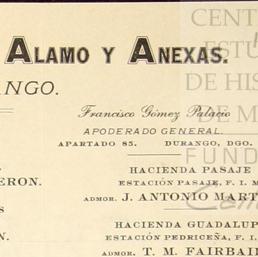 CENT
ALAMO Y ANEXAS.
ESTU
DE HIS
ANGO.
DE M
Francisco Gómez Palacio
APODERADO GENERAL.
APARTADO 85. DURANGO, DGO.
FUND
HACIENDA PASAJE
ERON.
ESTACIÓN PASAJE, F. I. M
ADMOR. J. ANTONIO MART
S
HACIENDA GUADALUP
ESTACIÓN PEDRICEÑA, F. I.
N.
ADMOR. T. M. FAIRBAI